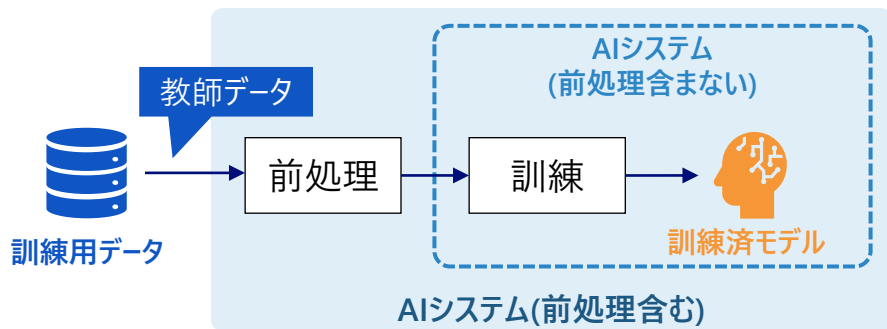 AIシステム
(前処理含まない)
教師データ
前処理
訓練
訓練用データ
訓練済モデル
AIシステム(前処理含む)